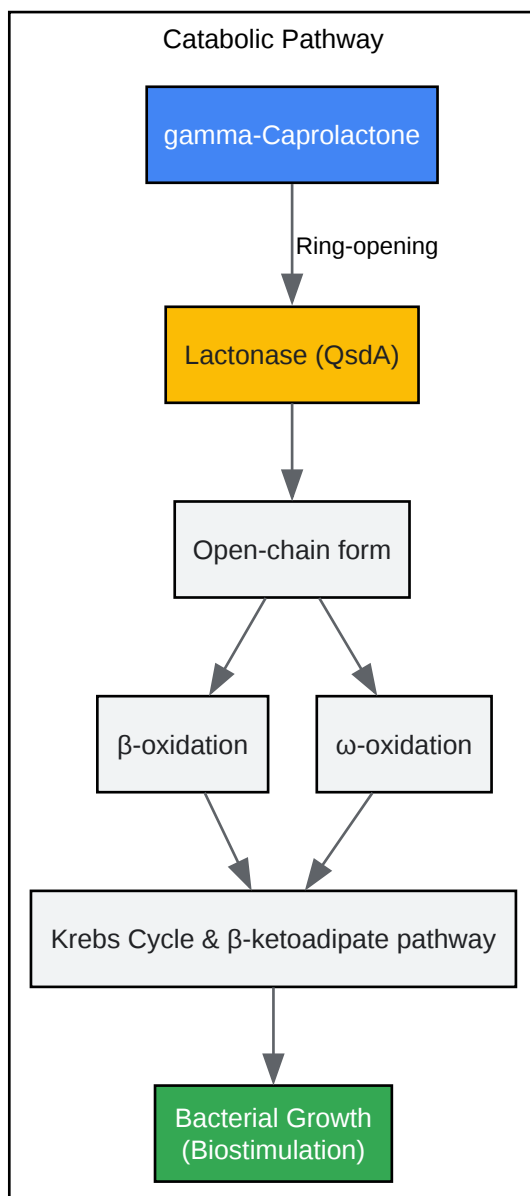 Catabolic Pathway
gamma-Caprolactone
Ring-opening
Lactonase (QsdA)
Open-chain form
β-oxidation
ω-oxidation
Krebs Cycle & β-ketoadipate pathway
Bacterial Growth
(Biostimulation)